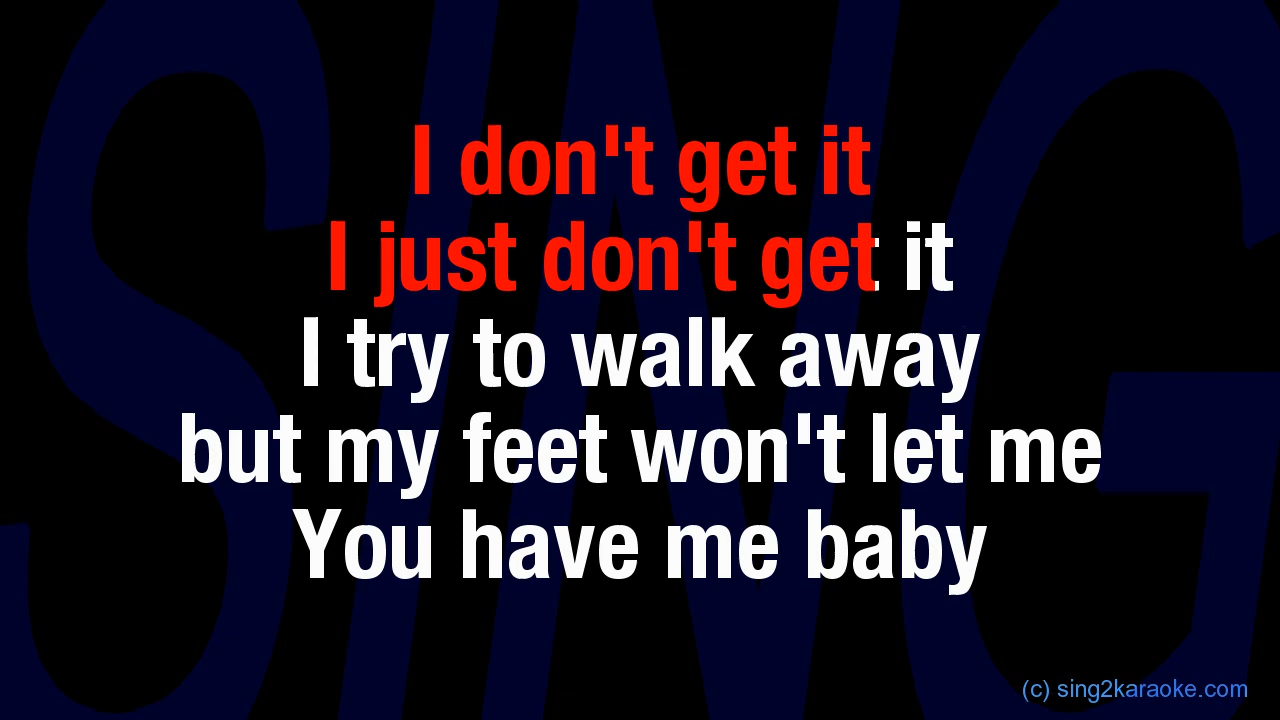 SING
I don't get it
I just don't get it
I try to walk away
but my feet won't let me
You have me baby
(c) sing2karaoke.com